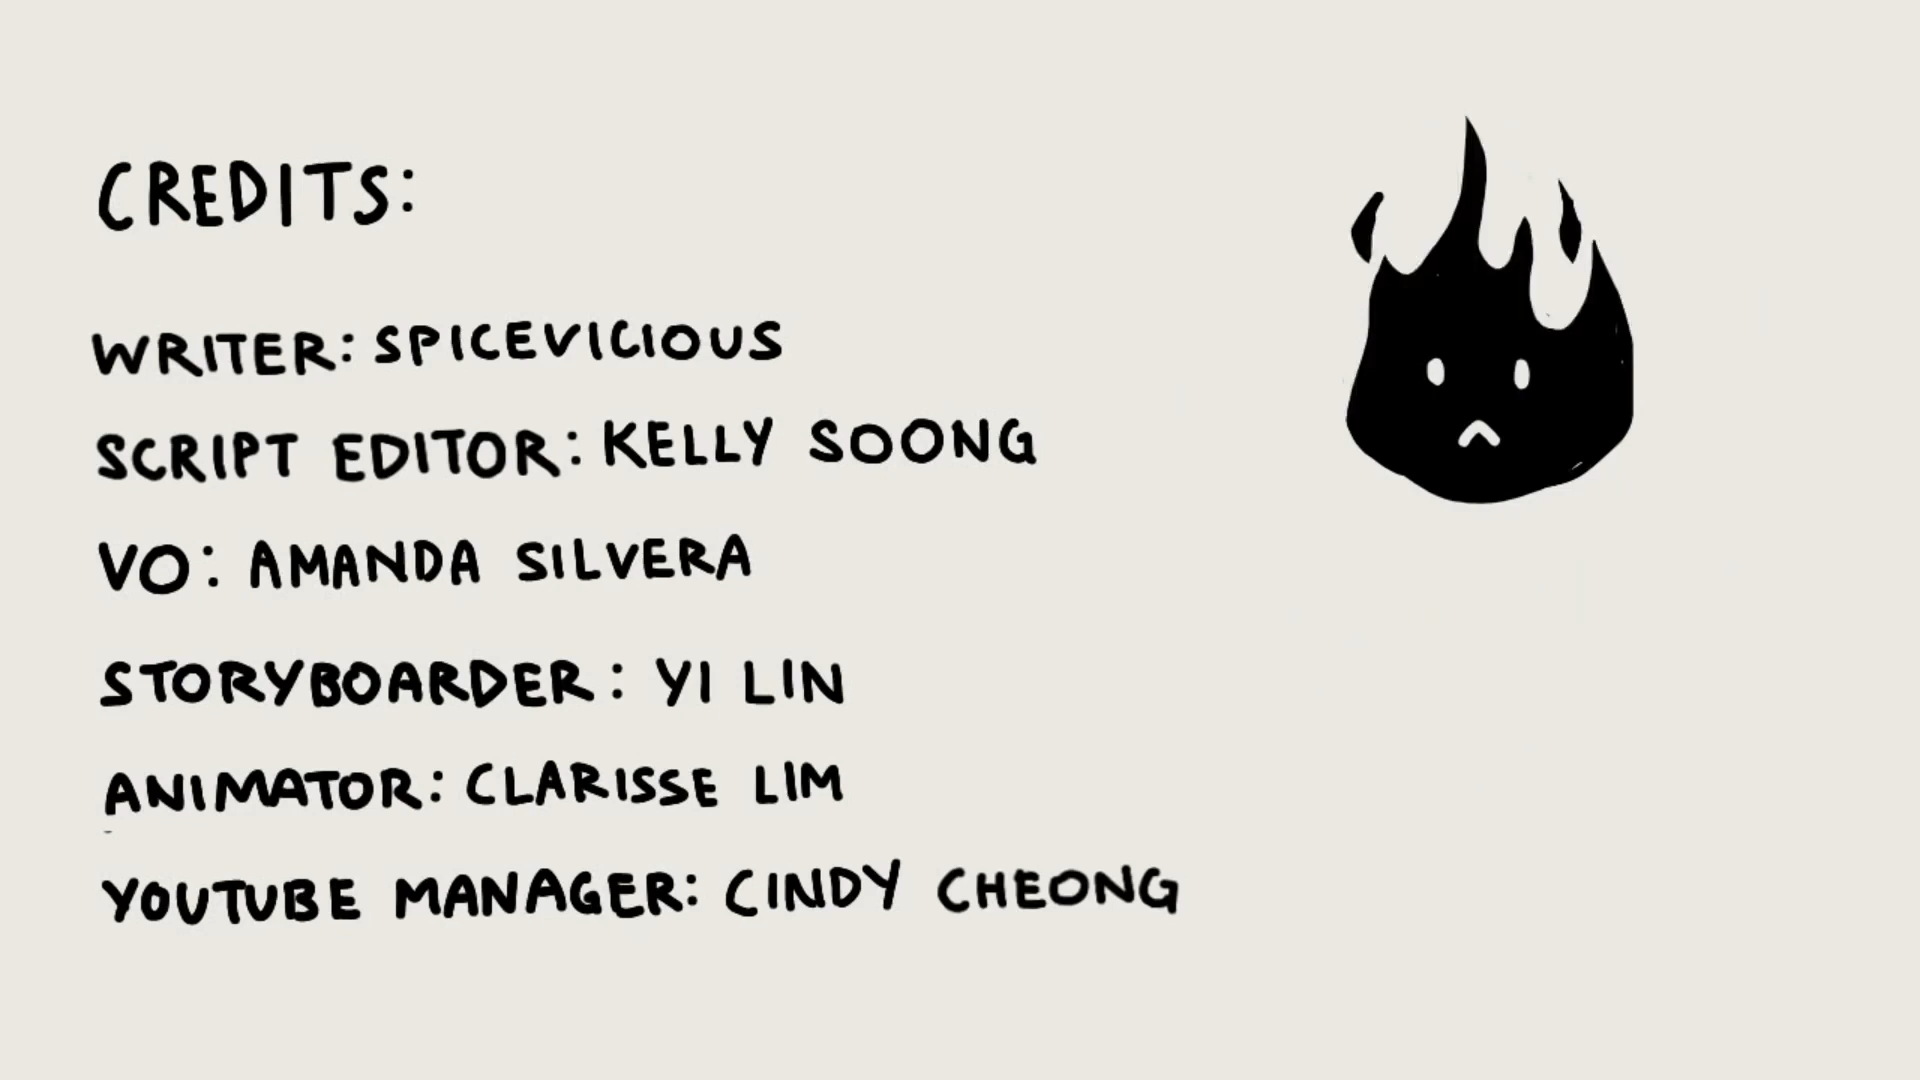 CREDITS:
WRITER: SPICEVICIOUS
SCRIPT EDITOR: KELLY SOONG
VO: AMANDA SILVERA
STORYBOARDER: YI LIN
ANIMATOR: CLARISSE LIM
YOUTUBE MANAGER: CINDY CHEONG